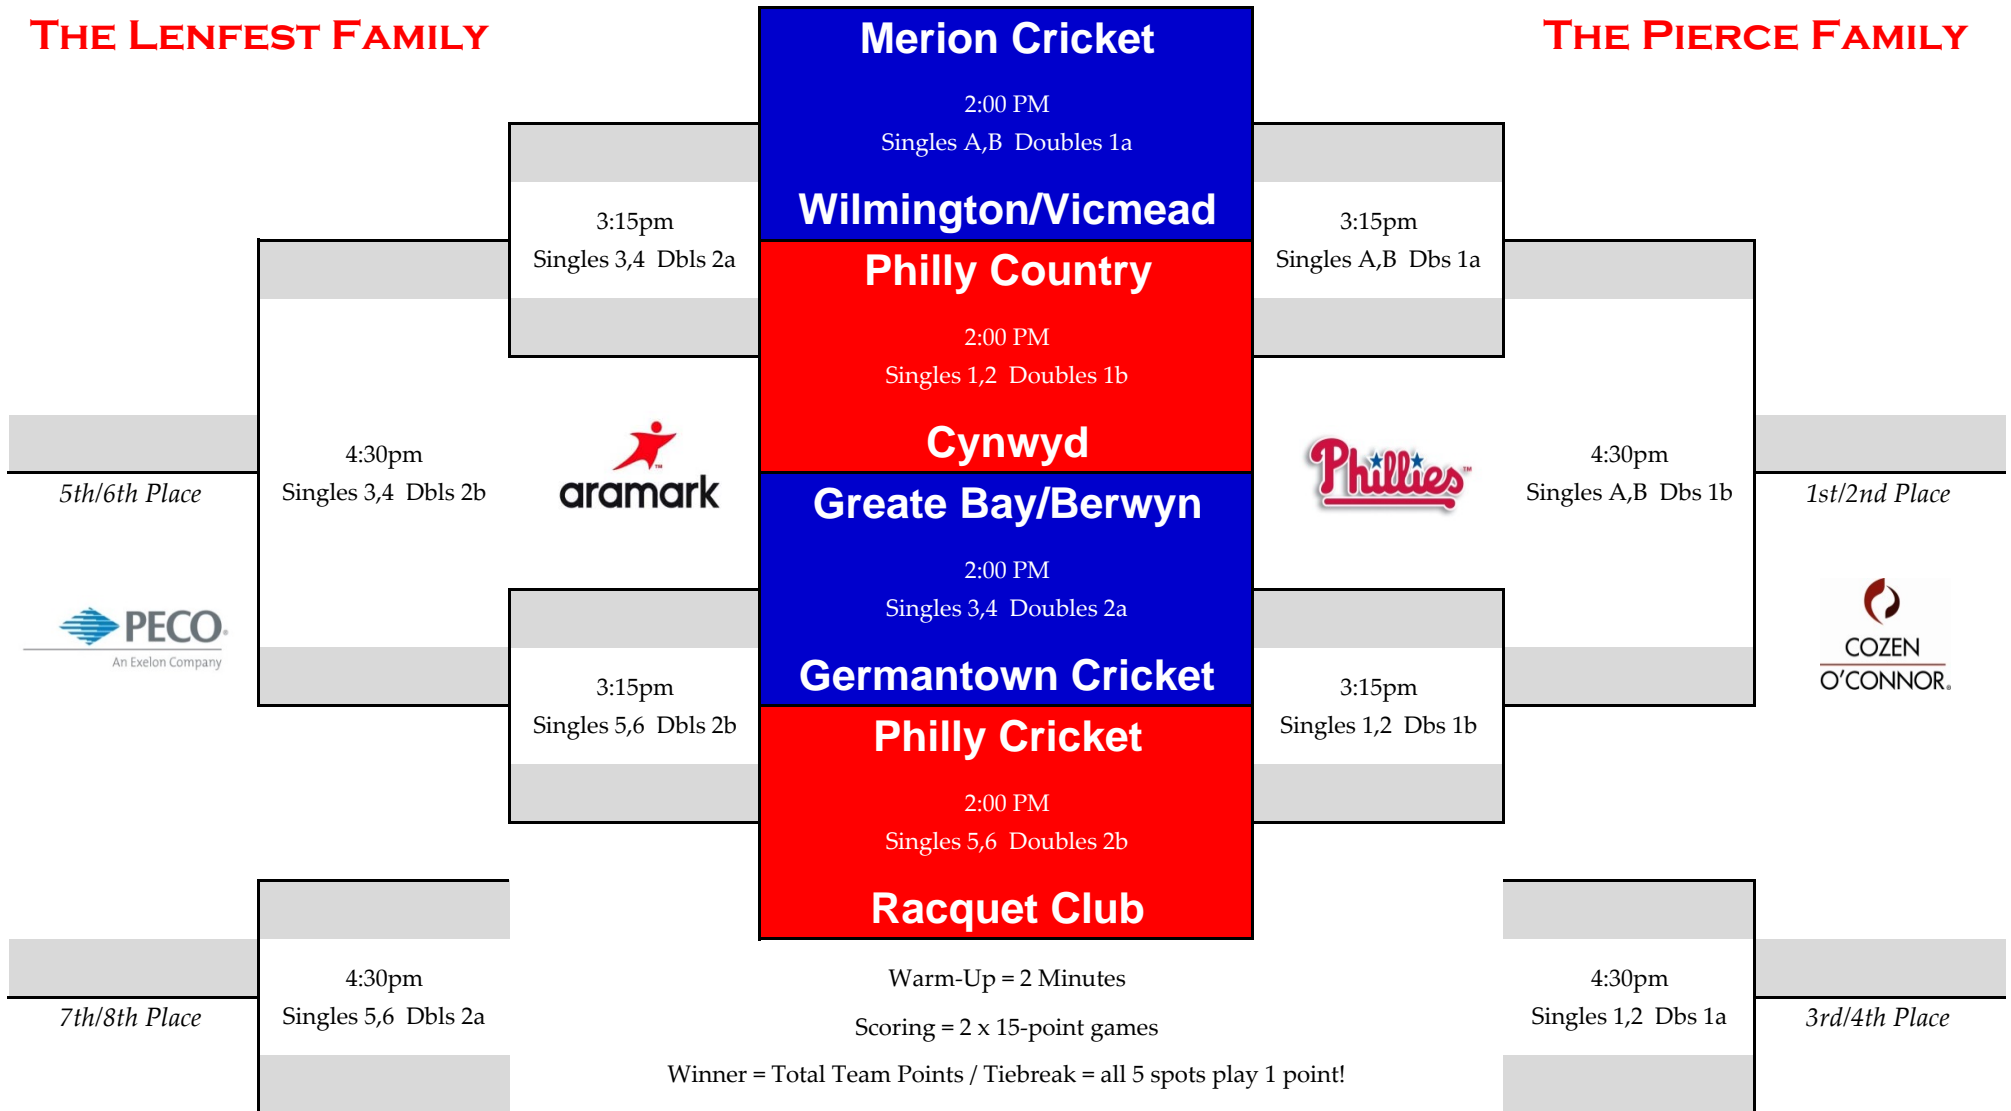 THE LENFEST FAMILY
THE PIERCE FAMILY
Merion Cricket
2:00 PM
Singles A,B Doubles 1a
Wilmington/Vicmead
Philly Country
2:00 PM
Singles 1,2 Doubles 1b
Cynwyd
Greate Bay/Berwyn
2:00 PM
Singles 3,4 Doubles 2a
Germantown Cricket
Philly Cricket
2:00 PM
Singles 5,6 Doubles 2b
Racquet Club
3:15pm
Singles 3,4 Dbls 2a
aramark
TM
3:15pm
Singles 5,6 Dbls 2b
4:30pm
Singles 3,4 Dbls 2b
5th/6th Place
PECO®
An Exelon Company
4:30pm
Singles 5,6 Dbls 2a
7th/8th Place
3:15pm
Singles A,B Dbs 1a
Phillies™
3:15pm
Singles 1,2 Dbs 1b
4:30pm
Singles A,B Dbs 1b
1st/2nd Place
COZEN
O'CONNOR®
4:30pm
Singles 1,2 Dbs 1a
3rd/4th Place
Warm-Up = 2 Minutes
Scoring = 2 x 15-point games
Winner = Total Team Points / Tiebreak = all 5 spots play 1 point!